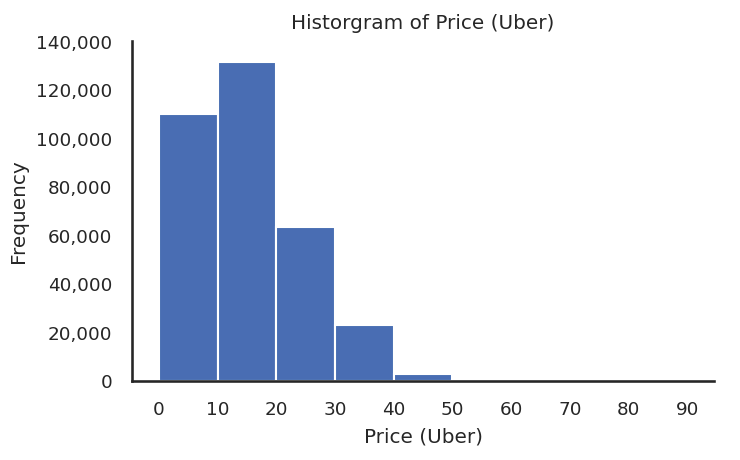 Historgram of Price (Uber)
140,000
120,000
100,000
80,000
60,000
40,000
20,000
0
Frequency
0 10 20 30 40 50 60 70 80 90
Price (Uber)